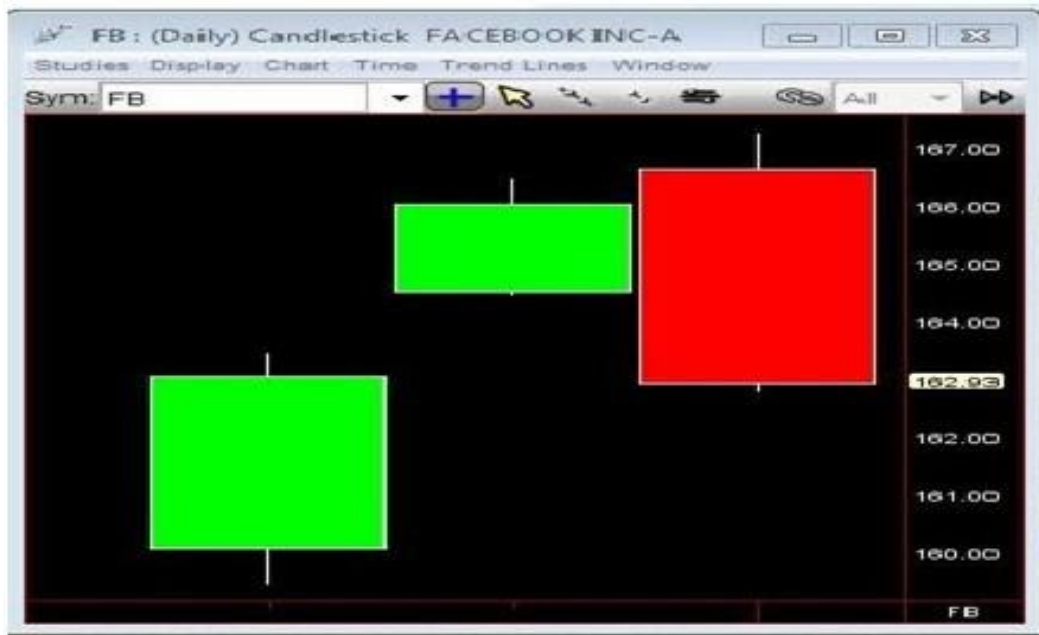 FB : (Daily) Candlestick FACEBOOK INC-A
Studies Display Chart Time Trend Lines Window
Sym: FB All
167.00
166.00
165.00
164.00
162.93
162.00
161.00
160.00
FB